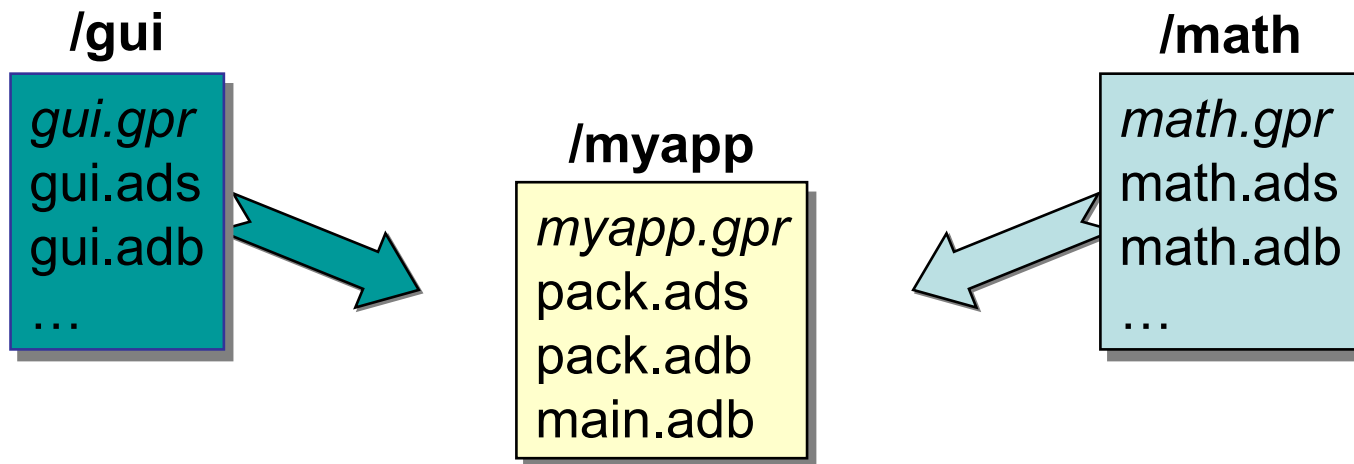 /gui
gui.gpr
gui.ads
gui.adb
…
/myapp
myapp.gpr
pack.ads
pack.adb
main.adb
/math
math.gpr
math.ads
math.adb
…